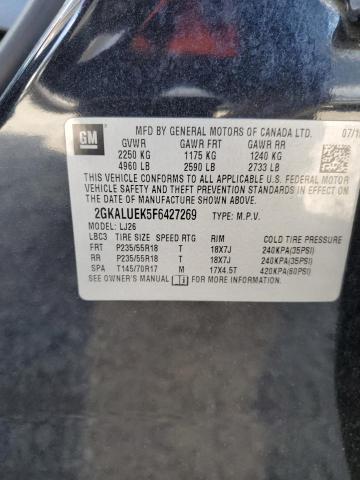 GM
MFD BY GENERAL MOTORS OF CANADA LTD. 07/1
GVWR GAWR FRT GAWR RR
2250 KG 1175 KG 1240 KG
4960 LB 2590 LB 2733 LB
THIS VEHICLE CONFORMS TO ALL APPLICABLE U.S. FEDERAL
MOTOR VEHICLE SAFETY STANDARDS IN EFFECT ON THE DATE
OF MANUFACTURE SHOWN ABOVE.
2GKALUEK5F6427269 TYPE: M.P.V.
MODEL: LJ26
LBC3 TIRE SIZE SPEED RTG RIM COLD TIRE PRESSURE
FRT P235/55R18 T 18X7J 240KPA(35PSI)
RR P235/55R18 T 18X7J 240KPA(35PSI)
SPA T145/70R17 M 17X4.5T 420KPA(60PSI)
SEE OWNER'S MANUAL FOR MORE INFORMATION.